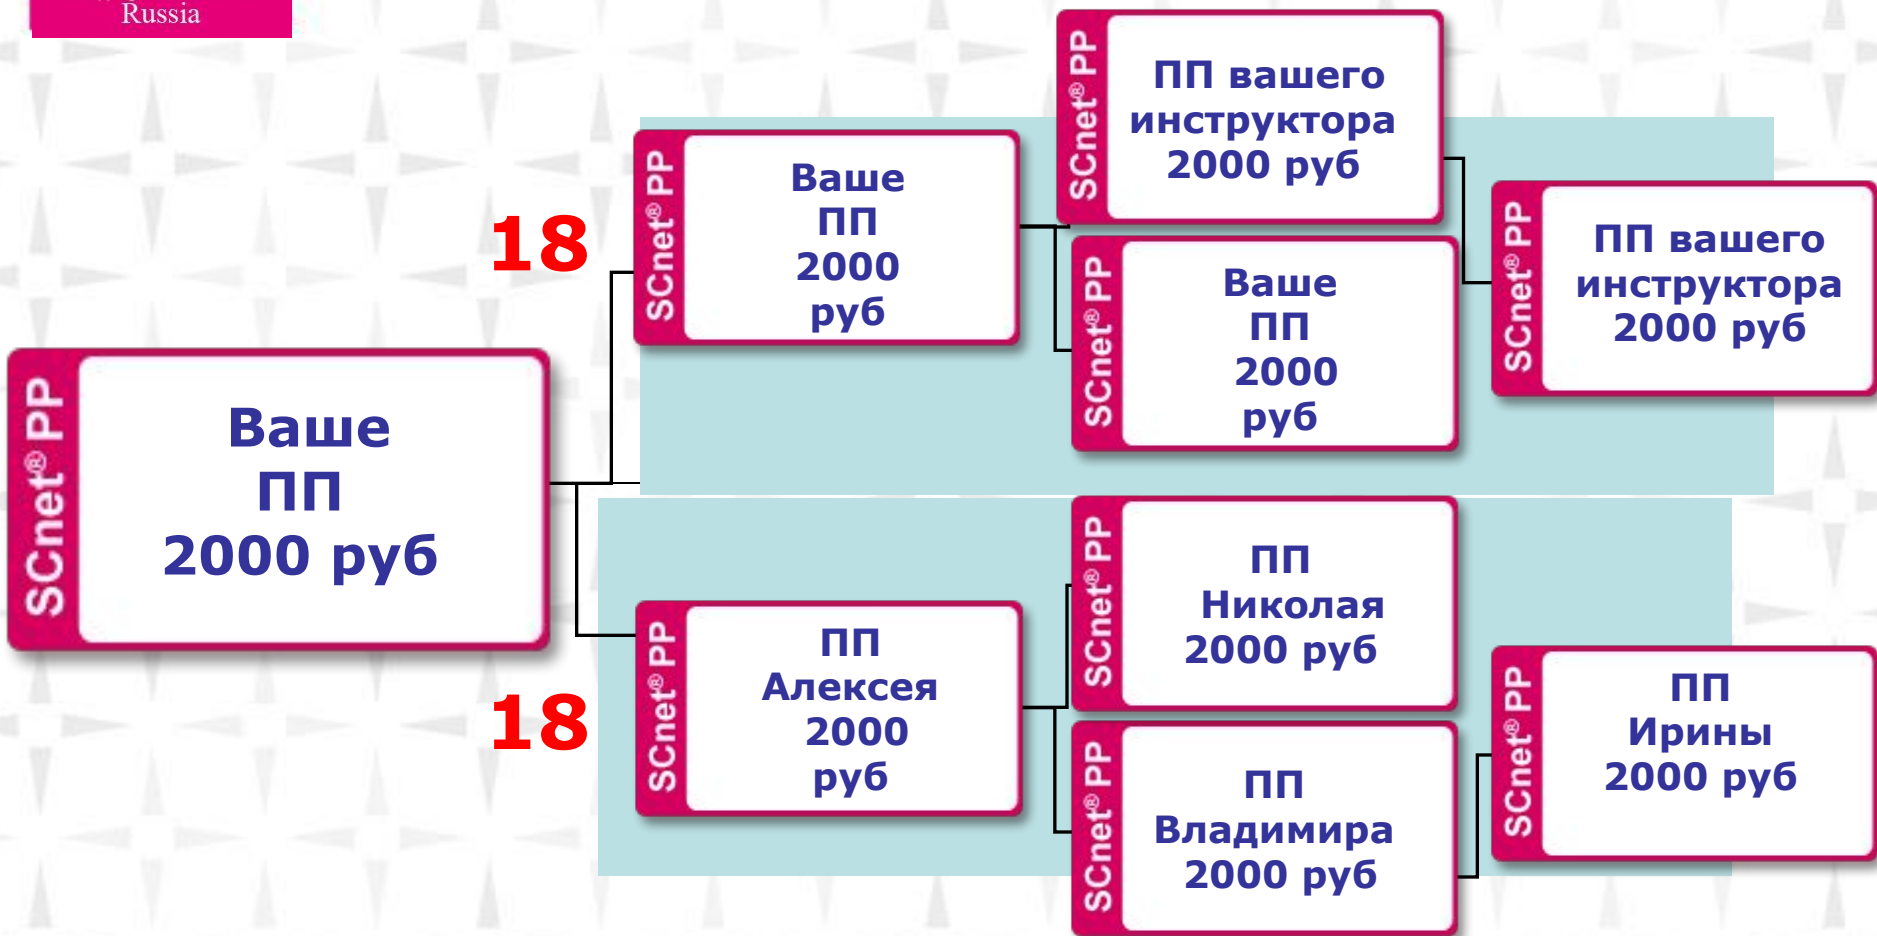 Russia
SCnet® PP
Ваше
ПП
2000 руб
18
SCnet® PP
Ваше
ПП
2000
руб
SCnet® PP
ПП вашего
инструктора
2000 руб
SCnet® PP
Ваше
ПП
2000
руб
SCnet® PP
ПП вашего
инструктора
2000 руб
18
SCnet® PP
ПП
Алексея
2000
руб
SCnet® PP
ПП
Николая
2000 руб
SCnet® PP
ПП
Владимира
2000 руб
SCnet® PP
ПП
Ирины
2000 руб